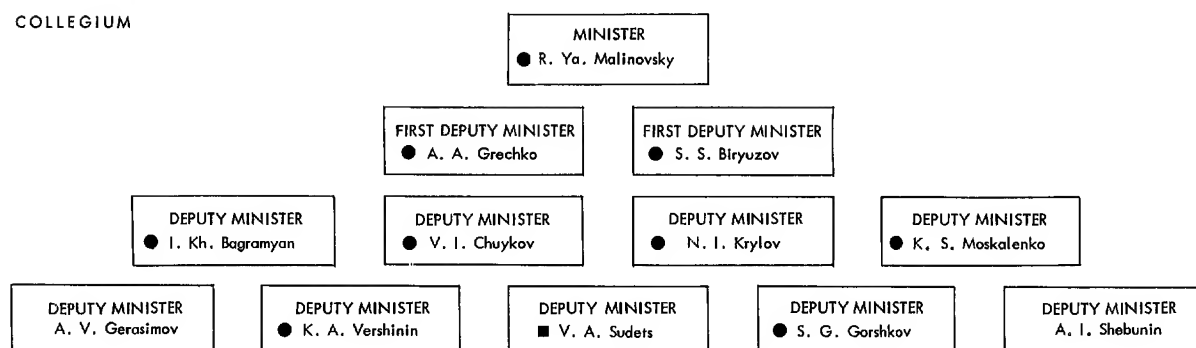 COLLEGIUM
MINISTER
● R. Ya. Malinovsky
FIRST DEPUTY MINISTER
● A. A. Grechko
FIRST DEPUTY MINISTER
● S. S. Biryuzov
DEPUTY MINISTER
● I. Kh. Bagramyan
DEPUTY MINISTER
● V. I. Chuykov
DEPUTY MINISTER
● N. I. Krylov
DEPUTY MINISTER
● K. S. Moskalenko
DEPUTY MINISTER
A. V. Gerasimov
DEPUTY MINISTER
● K. A. Vershinin
DEPUTY MINISTER
■ V. A. Sudets
DEPUTY MINISTER
● S. G. Gorshkov
DEPUTY MINISTER
A. I. Shebunin